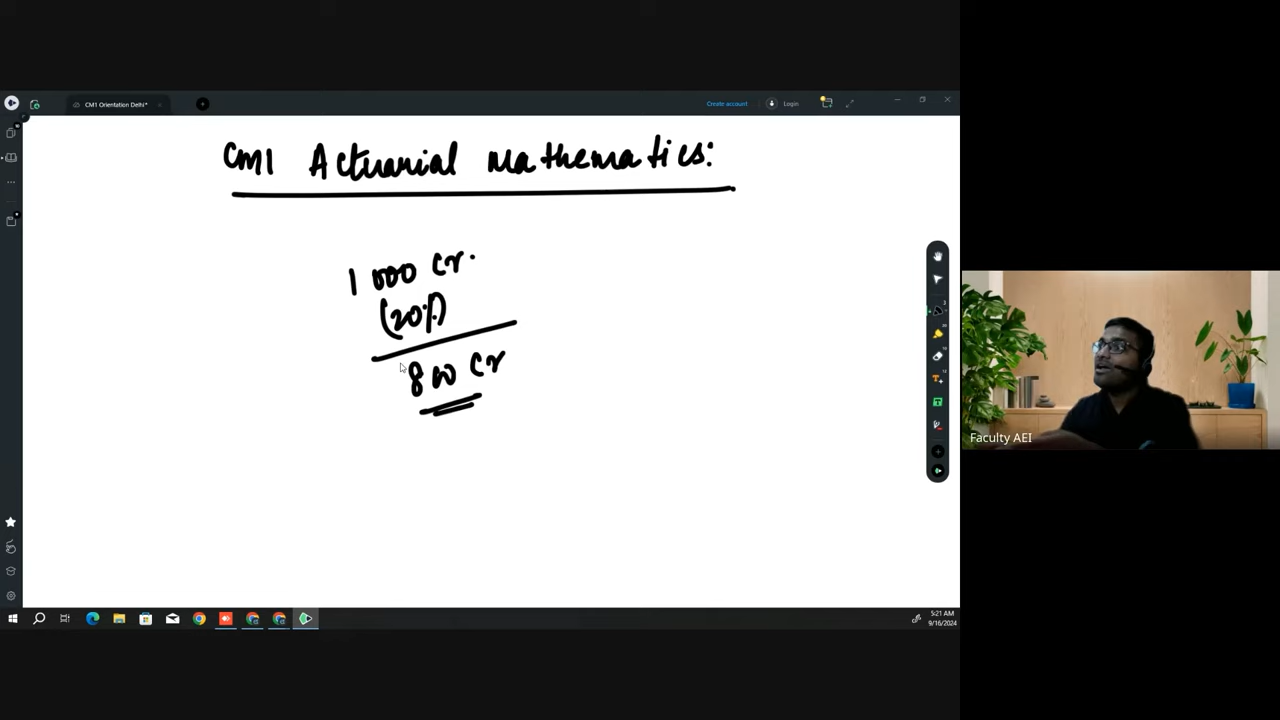 CM1 Orientation Delhi*
Create account
Login
CM1 Actuarial Mathematics:
1000 Cr.
(20%)
800 Cr
Faculty AEI
5:21 AM
9/16/2024